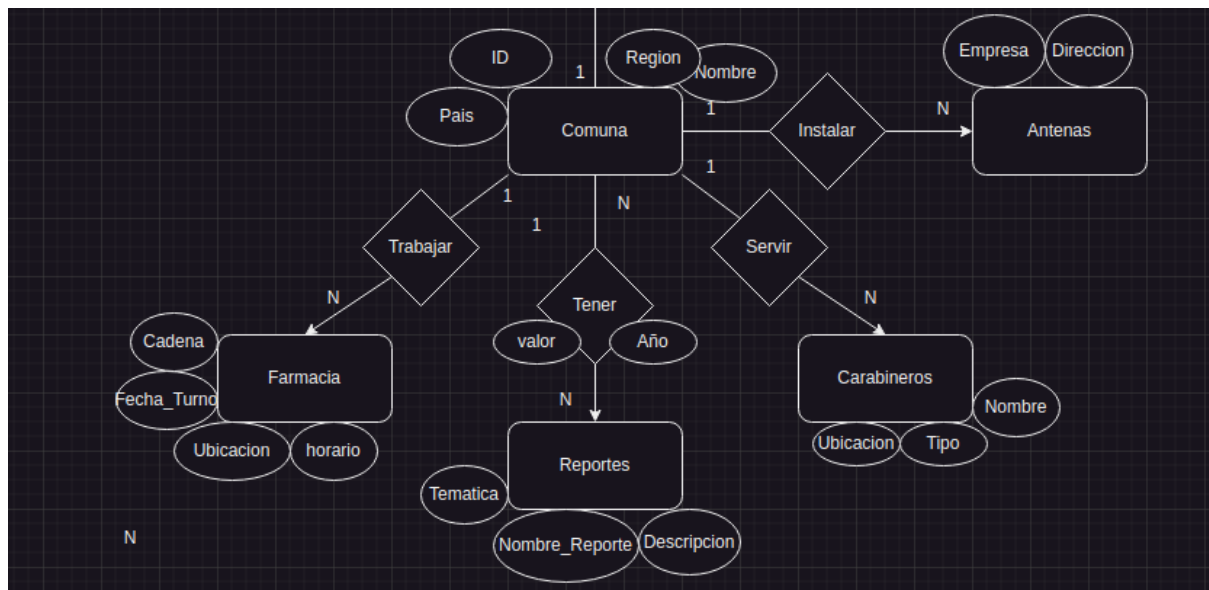 Empresa
Direccion
ID
1
Region
Nombre
Pais
1
N
Comuna
Instalar
Antenas
1
1
N
1
Trabajar
Servir
N
N
Tener
Cadena
valor
Año
Farmacia
Carabineros
Fecha_Turno
N
Nombre
Ubicacion
horario
Ubicacion
Tipo
Reportes
Tematica
N
Nombre_Reporte
Descripcion